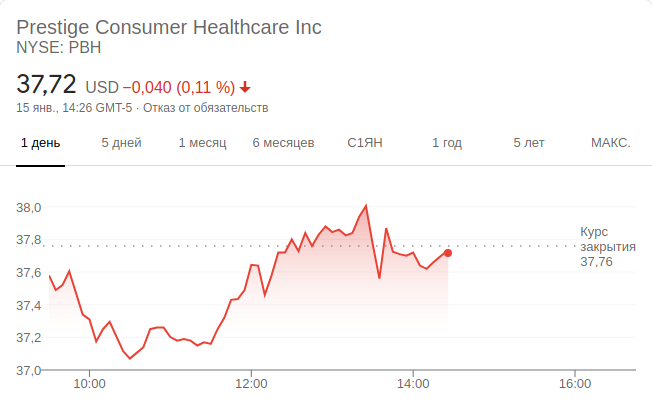 Prestige Consumer Healthcare Inc
NYSE: PBH
37,72 USD −0,040 (0,11 %)
15 янв., 14:26 GMT-5 · Отказ от обязательств
1 день 5 дней 1 месяц 6 месяцев С1ЯН 1 год 5 лет МАКС.
38,0
37,8
37,6
37,4
37,2
37,0
Курс
закрытия
37,76
10:00 12:00 14:00 16:00